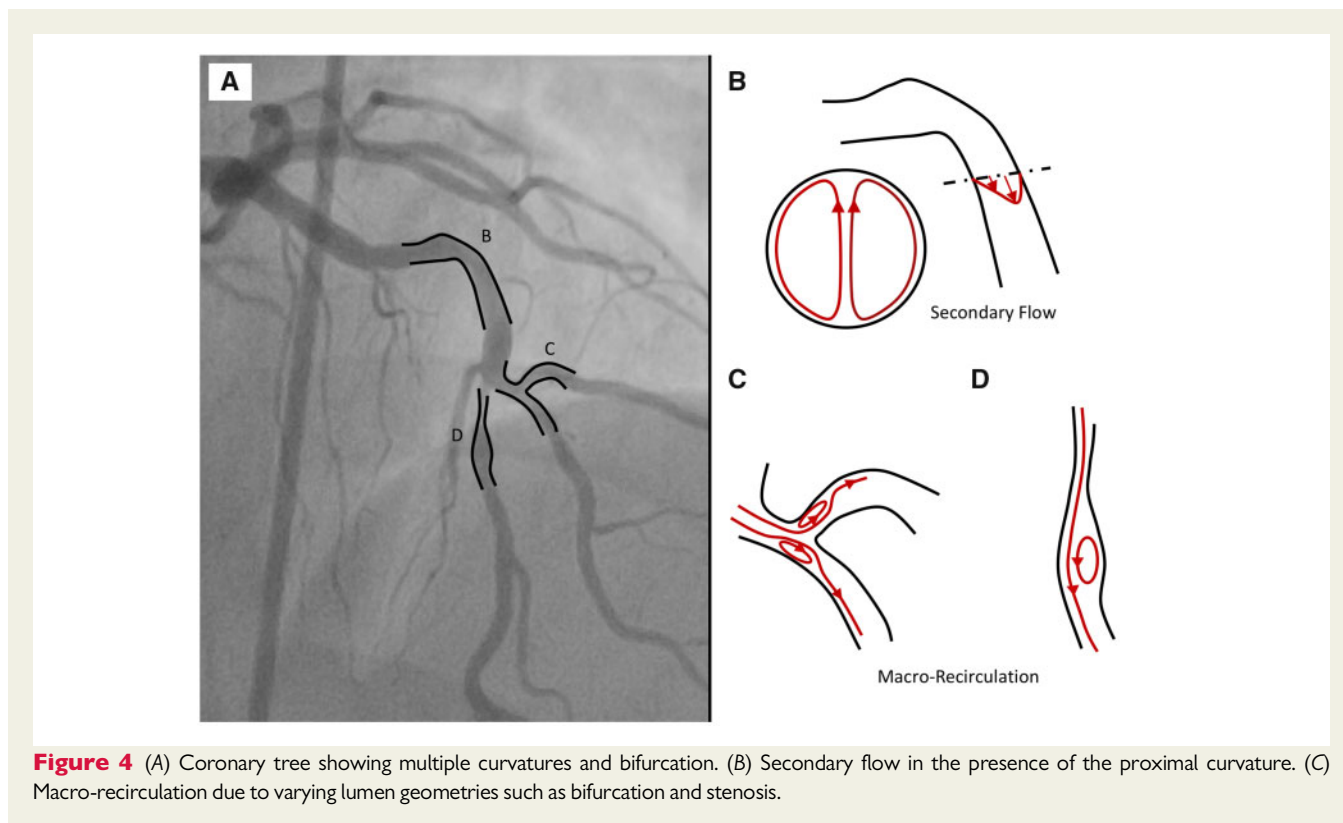 A
B
C
D
B
Secondary Flow
C
D
Macro-Recirculation
Figure 4 (A) Coronary tree showing multiple curvatures and bifurcation. (B) Secondary flow in the presence of the proximal curvature. (C)
Macro-recirculation due to varying lumen geometries such as bifurcation and stenosis.